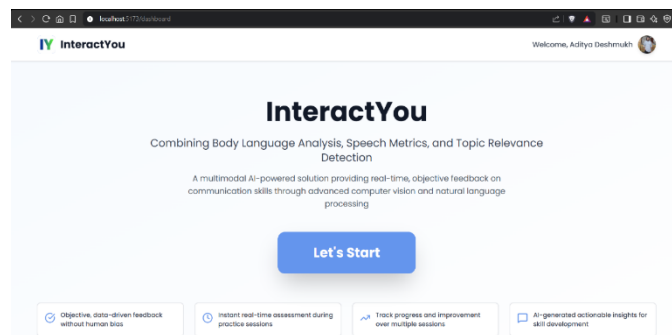 localhost:5173/dashboard
IY InteractYou
Welcome, Aditya Deshmukh
InteractYou
Combining Body Language Analysis, Speech Metrics, and Topic Relevance
Detection
A multimodal AI-powered solution providing real-time, objective feedback on
communication skills through advanced computer vision and natural language
processing
Let's Start
Objective, data-driven feedback
without human bias
Instant real-time assessment during
practice sessions
Track progress and improvement
over multiple sessions
AI-generated actionable insights for
skill development